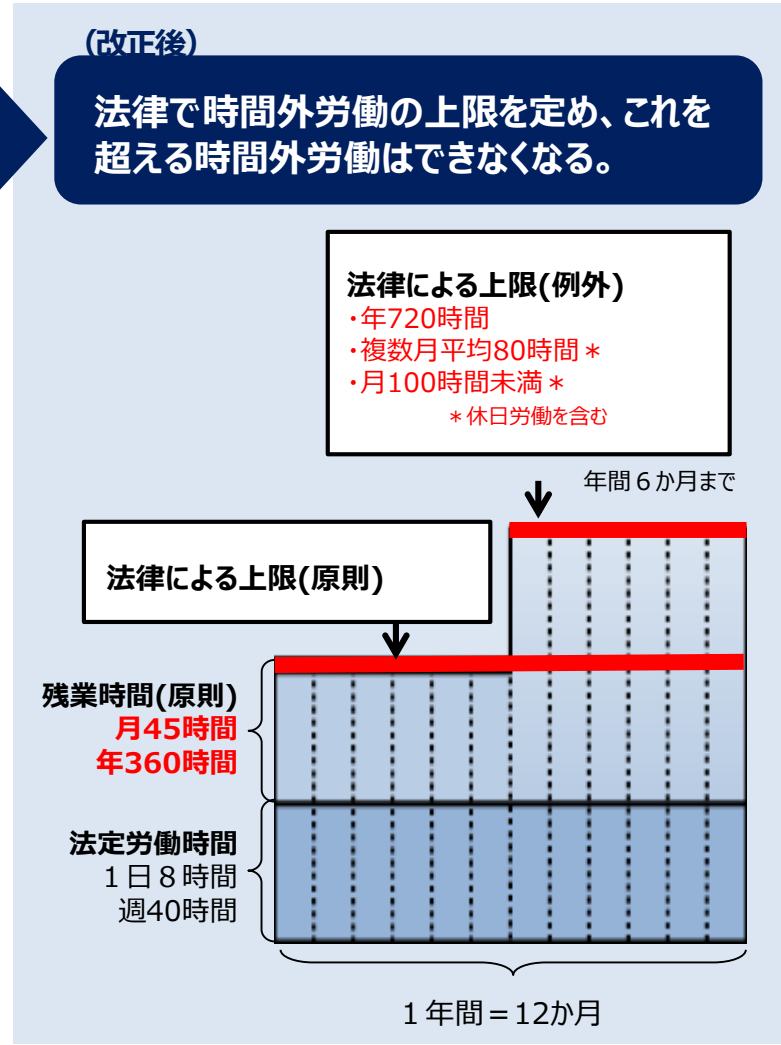 （改正後）
法律で時間外労働の上限を定め、これを
超える時間外労働はできなくなる。
法律による上限(例外)
・年720時間
・複数月平均80時間＊
・月100時間未満＊
＊休日労働を含む
年間６か月まで
法律による上限(原則)
残業時間(原則)
月45時間
年360時間
法定労働時間
１日８時間
週40時間
１年間＝12か月